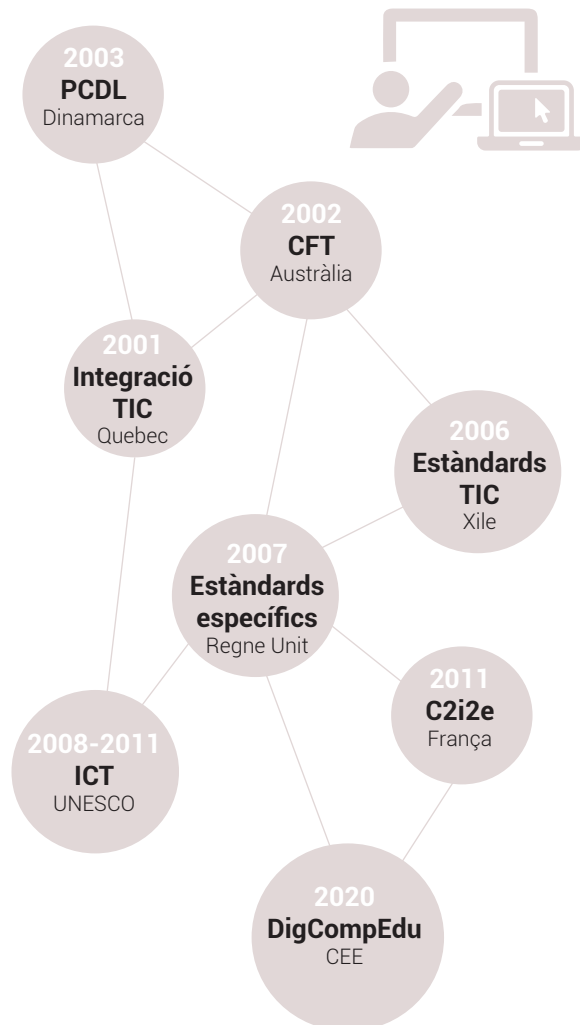 2003
PCDL
Dinamarca
2002
CFT
Austràlia
2001
Integració
TIC
Quebec
2006
Estàndards
TIC
Xile
2007
Estàndards
específics
Regne Unit
2011
C2i2e
França
2008-2011
ICT
UNESCO
2020
DigCompEdu
CEE